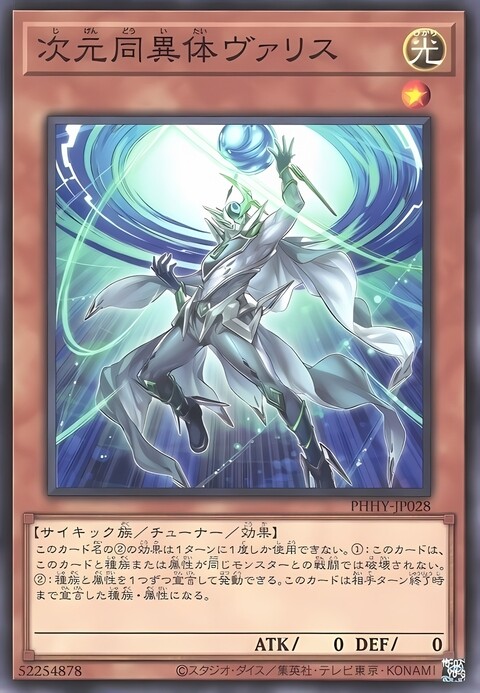 次元同異体ヴァリス
光
PHHY-JP028
【サイキック族／チューナー／効果】
このカード名の②の効果は1ターンに1度しか使用できない。①：このカードは、
このカードと種族または属性が同じモンスターとの戦闘では破壊されない。
②：種族と属性を1つずつ宣言して発動できる。このカードは相手ターン終了時
まで宣言した種族・属性になる。
ATK/ 0 DEF/ 0
52254878 ©スタジオ・ダイス／集英社・テレビ東京・KONAMI